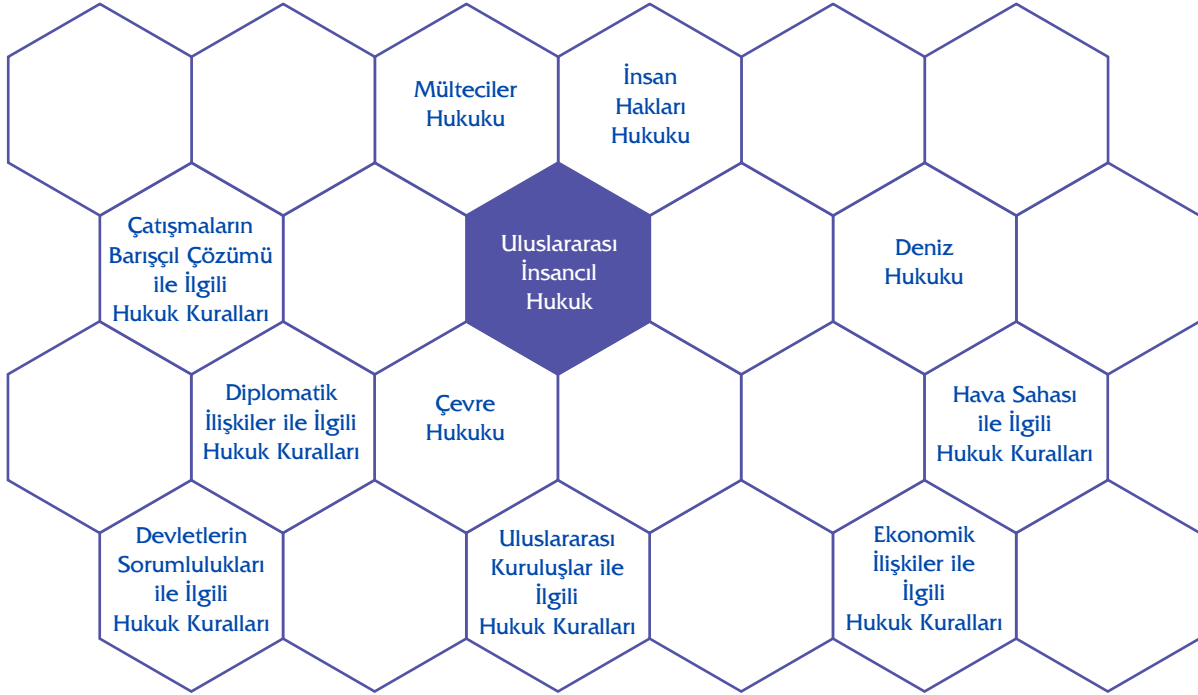 Mülteciler
Hukuku
İnsan
Hakları
Hukuku
Çatışmaların
Barışçıl Çözümü
ile İlgili
Hukuk Kuralları
Uluslararası
İnsancıl
Hukuk
Deniz
Hukuku
Diplomatik
İlişkiler ile İlgili
Hukuk Kuralları
Çevre
Hukuku
Hava Sahası
ile İlgili
Hukuk Kuralları
Devletlerin
Sorumlulukları
ile İlgili
Hukuk Kuralları
Uluslararası
Kuruluşlar ile
İlgili
Hukuk Kuralları
Ekonomik
İlişkiler ile
İlgili
Hukuk Kuralları